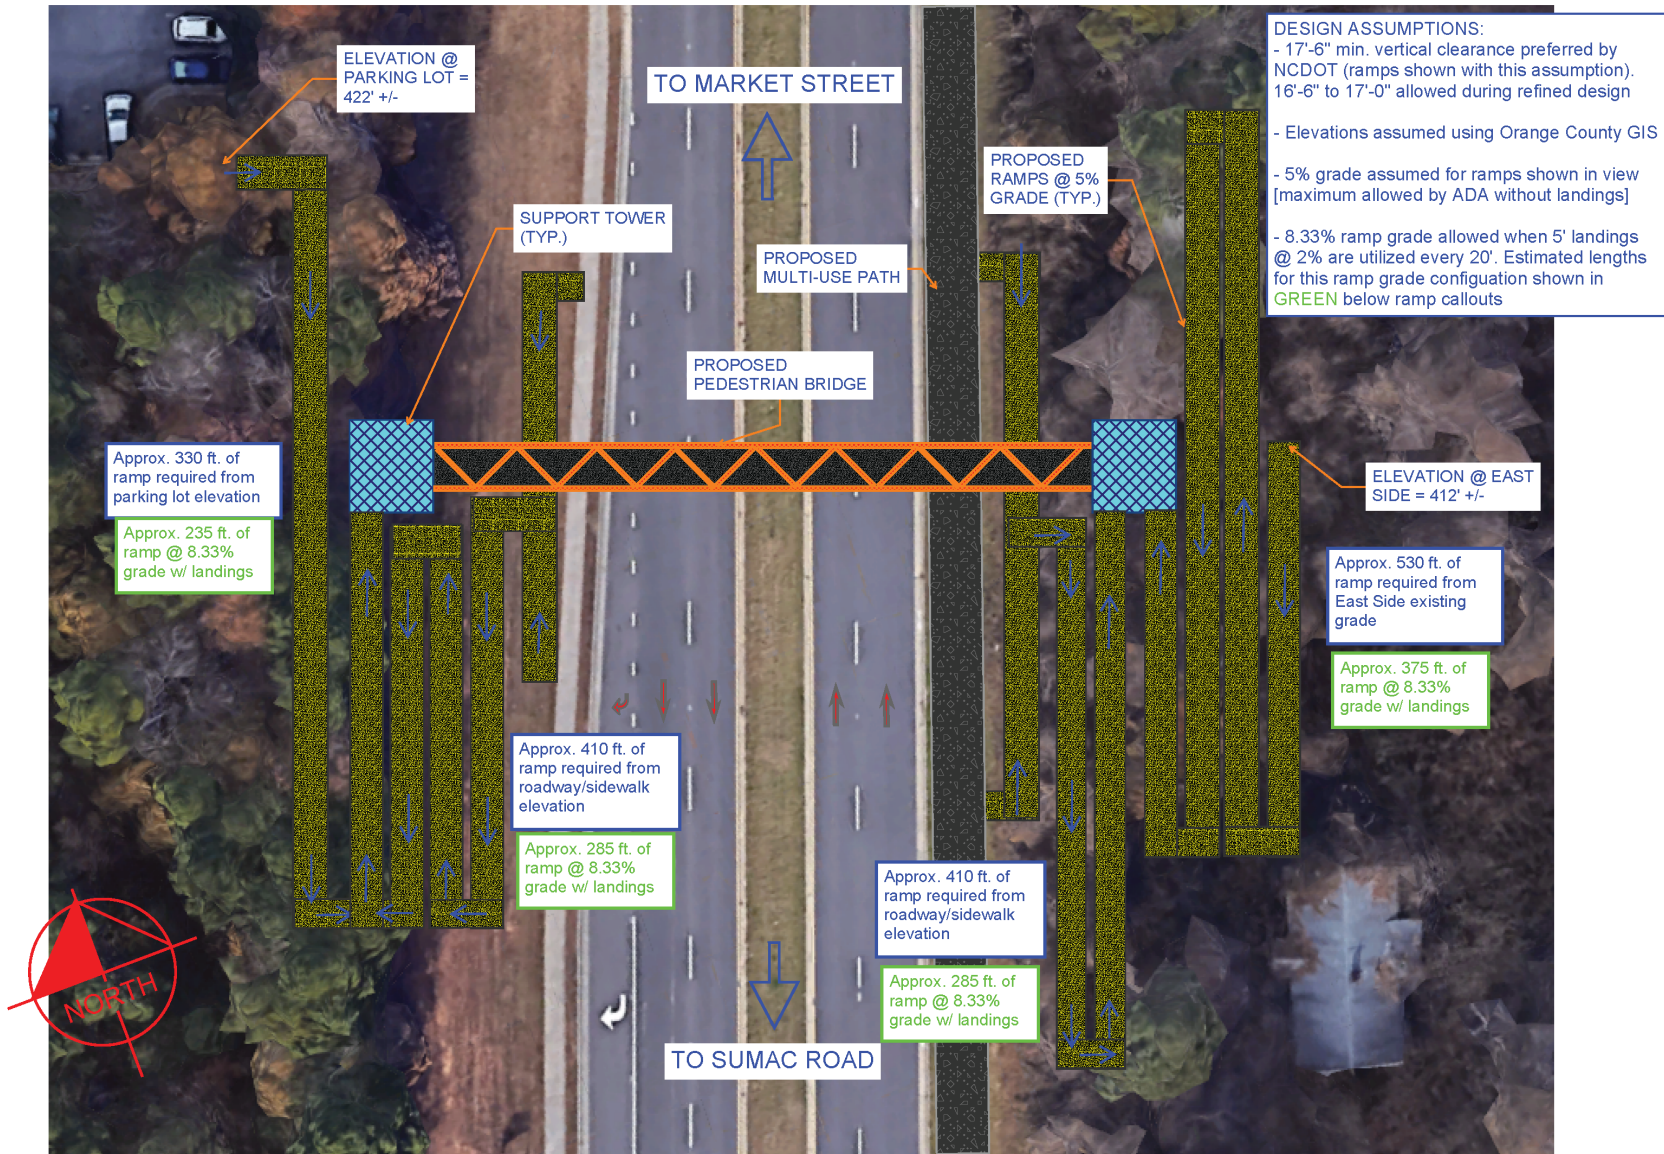 DESIGN ASSUMPTIONS:
- 17'-6" min. vertical clearance preferred by
NCDOT (ramps shown with this assumption).
16'-6" to 17'-0" allowed during refined design
- Elevations assumed using Orange County GIS
- 5% grade assumed for ramps shown in view
[maximum allowed by ADA without landings]
- 8.33% ramp grade allowed when 5' landings
@ 2% are utilized every 20'. Estimated lengths
for this ramp grade configuation shown in
GREEN below ramp callouts
ELEVATION @
PARKING LOT =
422' +/-
TO MARKET STREET
PROPOSED
RAMPS @ 5%
GRADE (TYP.)
SUPPORT TOWER
(TYP.)
PROPOSED
MULTI-USE PATH
PROPOSED
PEDESTRIAN BRIDGE
Approx. 330 ft. of
ramp required from
parking lot elevation
Approx. 235 ft. of
ramp @ 8.33%
grade w/ landings
ELEVATION @ EAST
SIDE = 412' +/-
Approx. 530 ft. of
ramp required from
East Side existing
grade
Approx. 375 ft. of
ramp @ 8.33%
grade w/ landings
Approx. 410 ft. of
ramp required from
roadway/sidewalk
elevation
Approx. 285 ft. of
ramp @ 8.33%
grade w/ landings
Approx. 410 ft. of
ramp required from
roadway/sidewalk
elevation
Approx. 285 ft. of
ramp @ 8.33%
grade w/ landings
NORTH
TO SUMAC ROAD